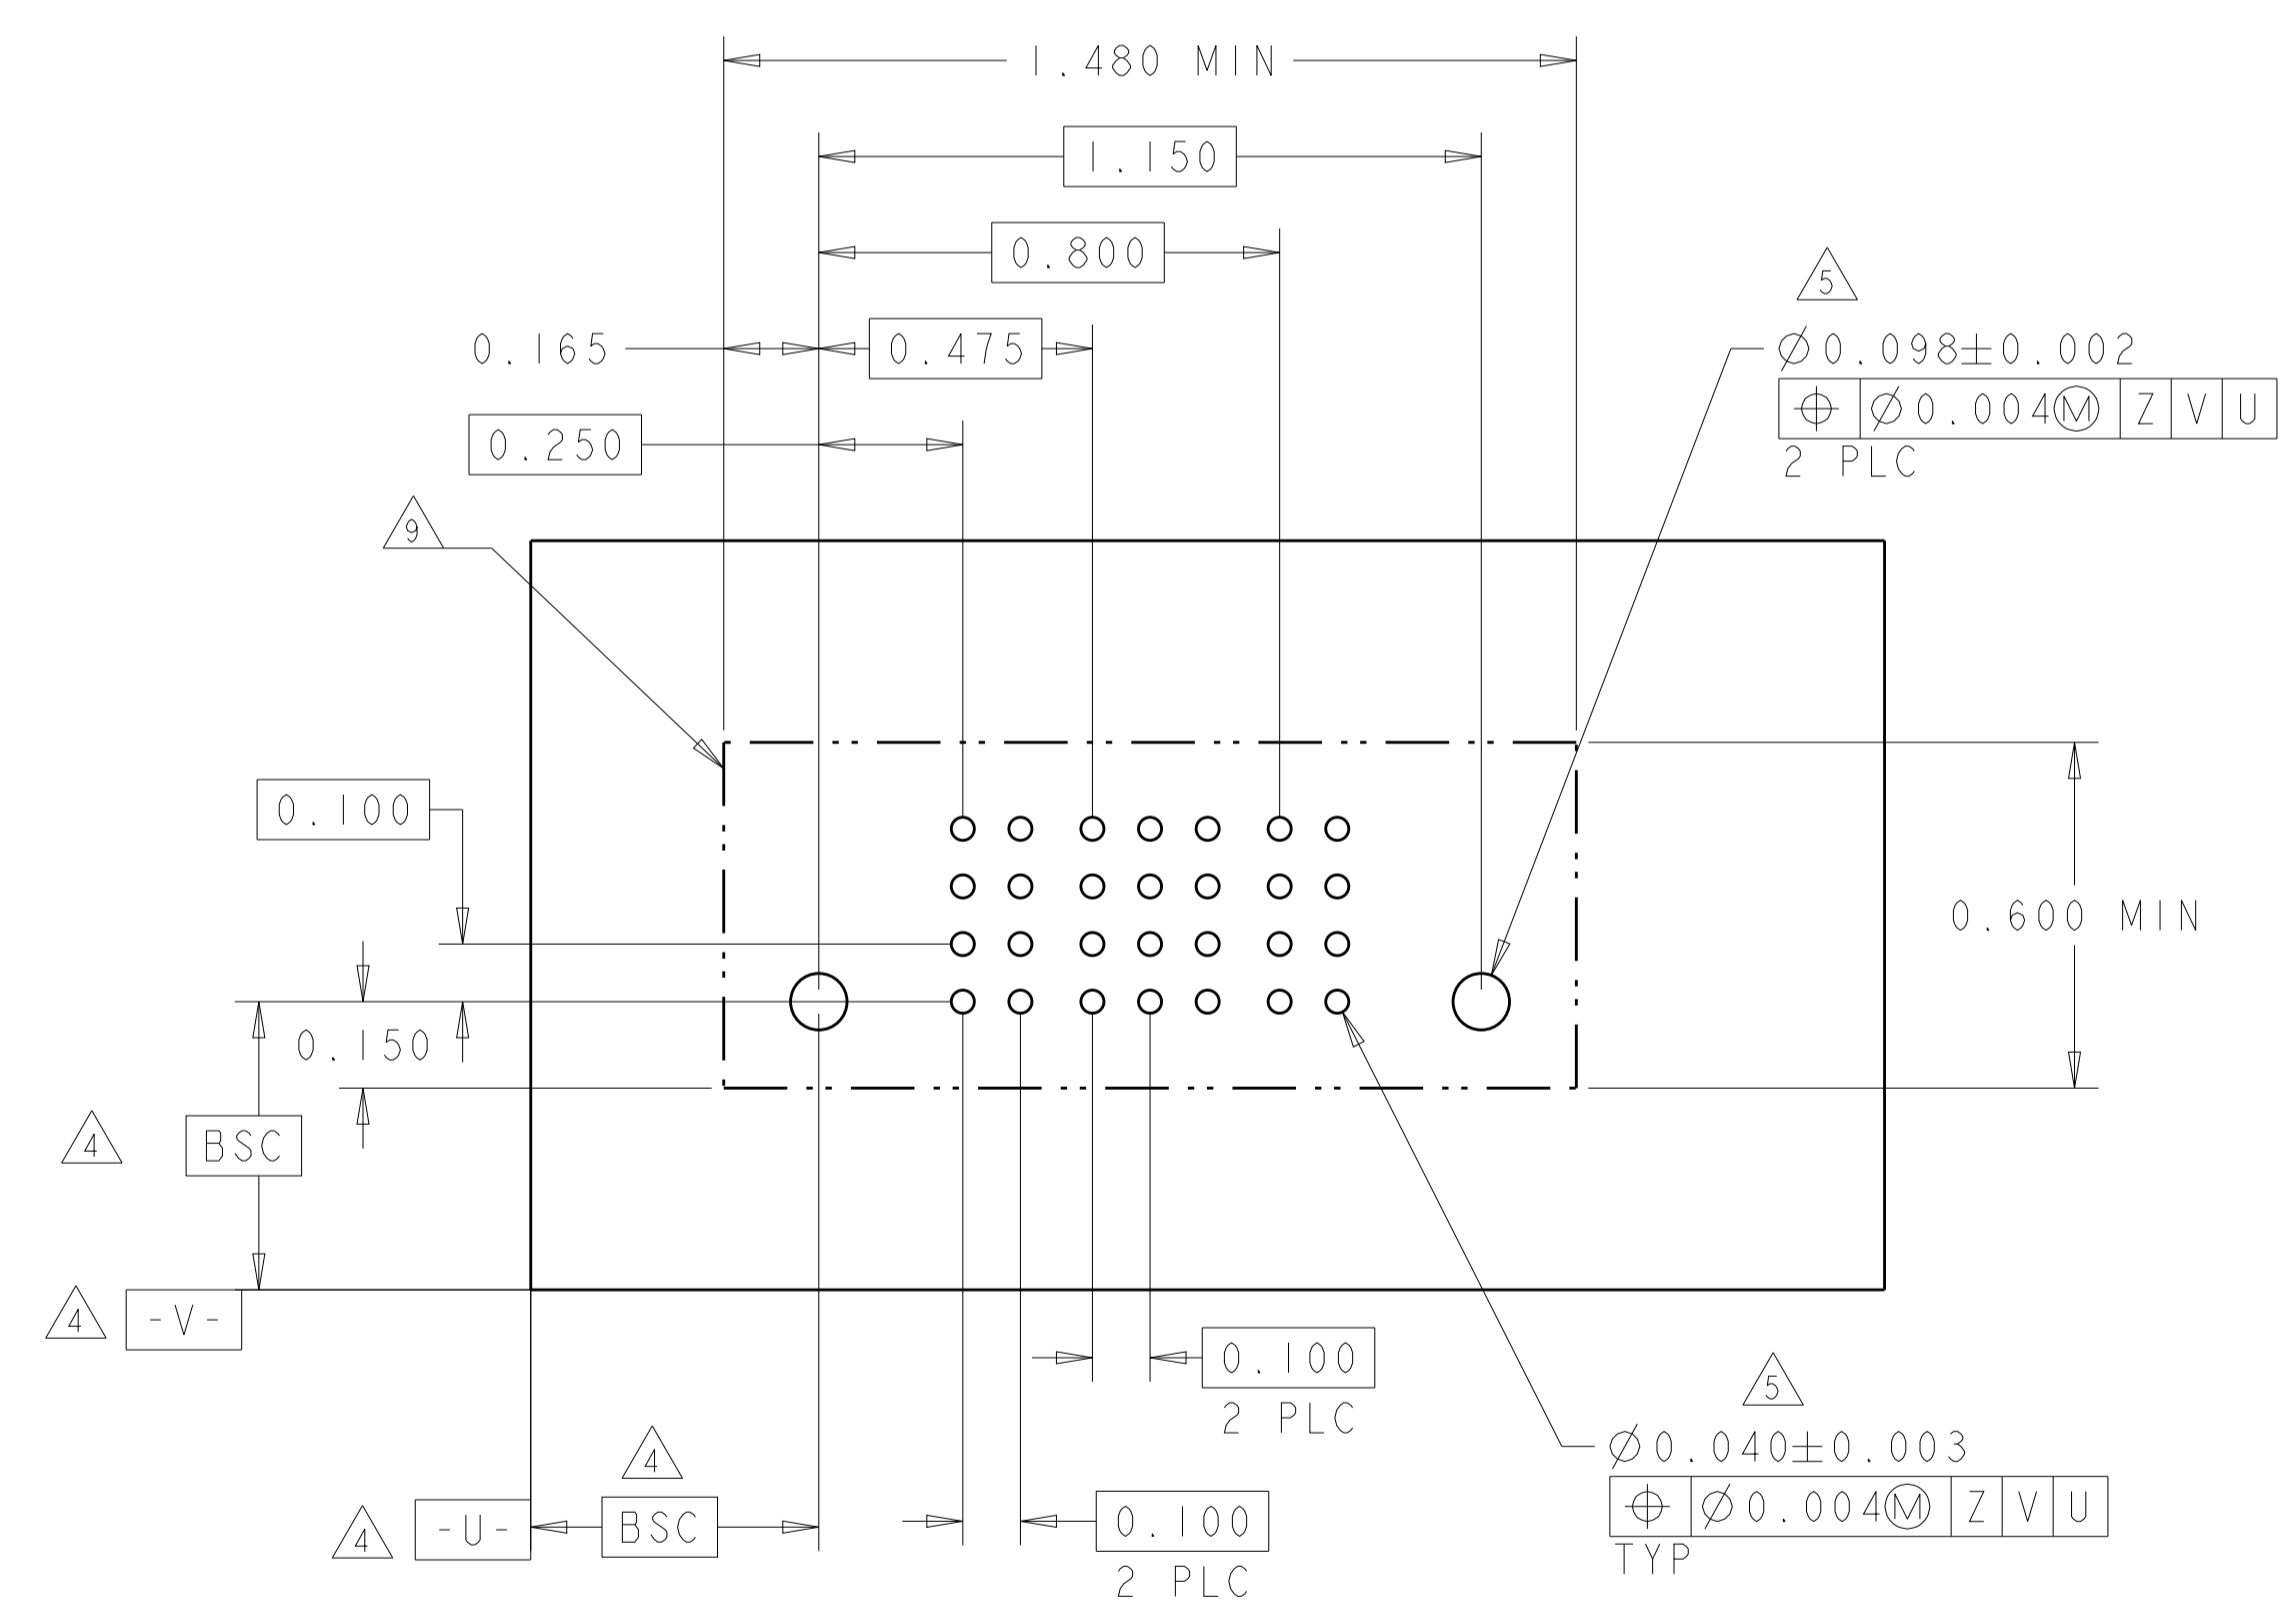 1.480 MIN
1.150
0.800
5
0.165
0.475
Ø0.098±0.002
⌖ Ø0.004Ⓜ Z V U
0.250
2 PLC
9
0.100
0.600 MIN
0.150
4
BSC
4
-V-
0.100
2 PLC
5
4
Ø0.040±0.003
4
-U-
BSC
0.100
⌖ Ø0.004Ⓜ Z V U
TYP
2 PLC